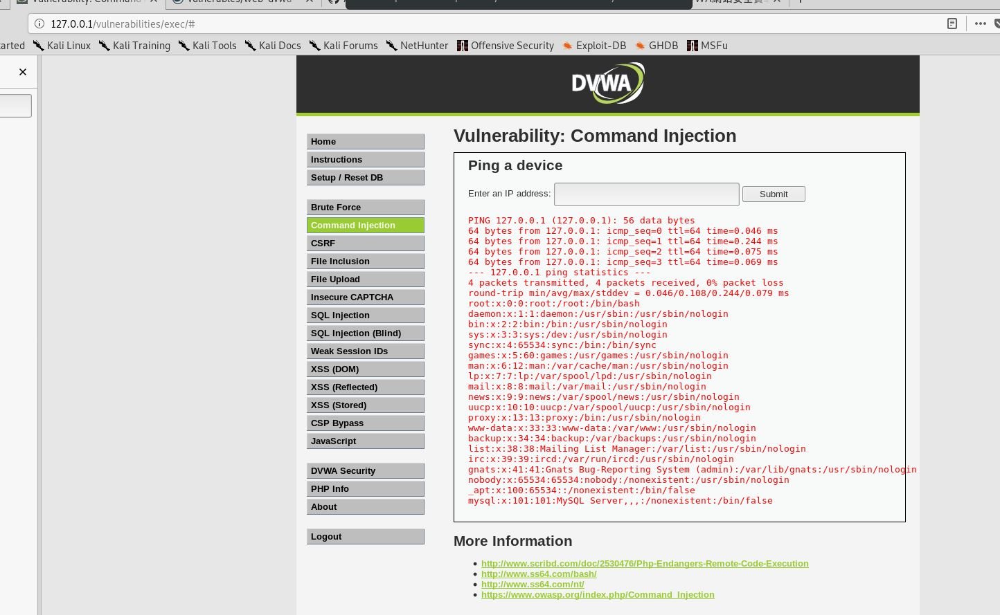 Vulnerability: Command
vulnerables/web-dvwa
127.0.0.1/vulnerabilities/exec/#
arted Kali Linux Kali Training Kali Tools Kali Docs Kali Forums NetHunter Offensive Security Exploit-DB GHDB MSFu
DVWA
Home
Instructions
Setup / Reset DB
Brute Force
Command Injection
CSRF
File Inclusion
File Upload
Insecure CAPTCHA
SQL Injection
SQL Injection (Blind)
Weak Session IDs
XSS (DOM)
XSS (Reflected)
XSS (Stored)
CSP Bypass
JavaScript
DVWA Security
PHP Info
About
Logout
Vulnerability: Command Injection
Ping a device
Enter an IP address: Submit
PING 127.0.0.1 (127.0.0.1): 56 data bytes
64 bytes from 127.0.0.1: icmp_seq=0 ttl=64 time=0.046 ms
64 bytes from 127.0.0.1: icmp_seq=1 ttl=64 time=0.244 ms
64 bytes from 127.0.0.1: icmp_seq=2 ttl=64 time=0.075 ms
64 bytes from 127.0.0.1: icmp_seq=3 ttl=64 time=0.069 ms
--- 127.0.0.1 ping statistics ---
4 packets transmitted, 4 packets received, 0% packet loss
round-trip min/avg/max/stddev = 0.046/0.108/0.244/0.079 ms
root:x:0:0:root:/root:/bin/bash
daemon:x:1:1:daemon:/usr/sbin:/usr/sbin/nologin
bin:x:2:2:bin:/bin:/usr/sbin/nologin
sys:x:3:3:sys:/dev:/usr/sbin/nologin
sync:x:4:65534:sync:/bin:/bin/sync
games:x:5:60:games:/usr/games:/usr/sbin/nologin
man:x:6:12:man:/var/cache/man:/usr/sbin/nologin
lp:x:7:7:lp:/var/spool/lpd:/usr/sbin/nologin
mail:x:8:8:mail:/var/mail:/usr/sbin/nologin
news:x:9:9:news:/var/spool/news:/usr/sbin/nologin
uucp:x:10:10:uucp:/var/spool/uucp:/usr/sbin/nologin
proxy:x:13:13:proxy:/bin:/usr/sbin/nologin
www-data:x:33:33:www-data:/var/www:/usr/sbin/nologin
backup:x:34:34:backup:/var/backups:/usr/sbin/nologin
list:x:38:38:Mailing List Manager:/var/list:/usr/sbin/nologin
irc:x:39:39:ircd:/var/run/ircd:/usr/sbin/nologin
gnats:x:41:41:Gnats Bug-Reporting System (admin):/var/lib/gnats:/usr/sbin/nologin
nobody:x:65534:65534:nobody:/nonexistent:/usr/sbin/nologin
_apt:x:100:65534::/nonexistent:/bin/false
mysql:x:101:101:MySQL Server,,,:/nonexistent:/bin/false
More Information
http://www.scribd.com/doc/2530476/Php-Endangers-Remote-Code-Execution
http://www.ss64.com/bash/
http://www.ss64.com/nt/
https://www.owasp.org/index.php/Command_Injection